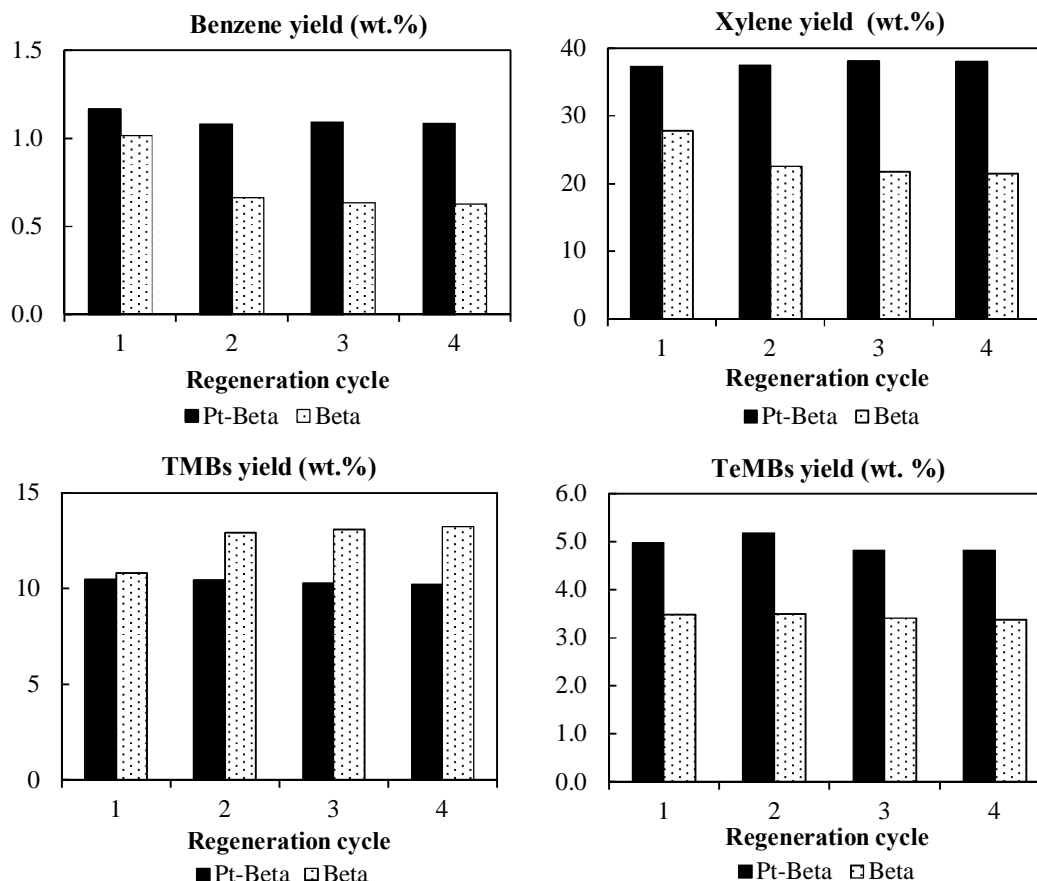 Benzene yield (wt.%)
1.5
1.0
0.5
0.0
1 2 3 4
Regeneration cycle
Pt-Beta Beta
Xylene yield (wt.%)
40
30
20
10
0
1 2 3 4
Regeneration cycle
Pt-Beta Beta
TMBs yield (wt.%)
15
10
5
0
1 2 3 4
Regeneration cycle
Pt-Beta Beta
TeMBs yield (wt. %)
6.0
5.0
4.0
3.0
2.0
1.0
0.0
1 2 3 4
Regeneration cycle
Pt-Beta Beta